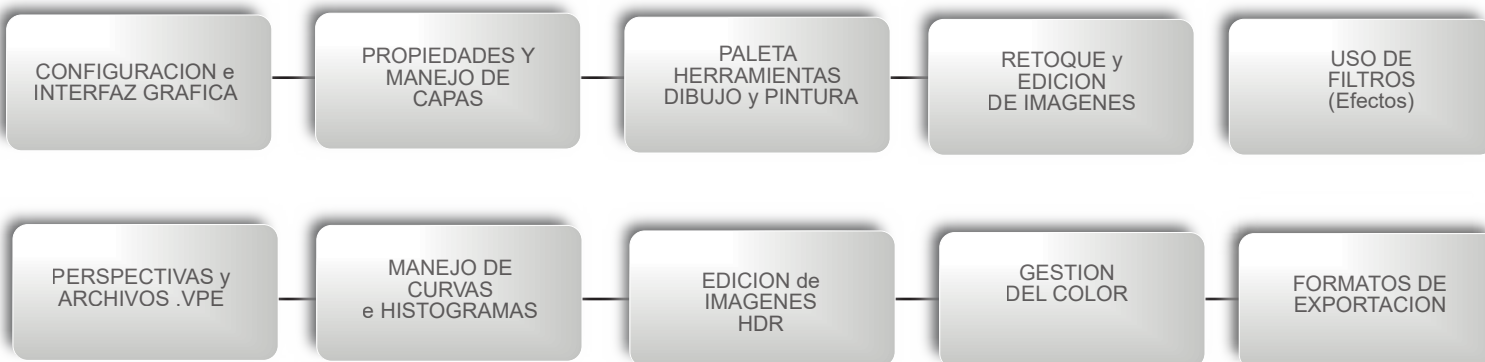 CONFIGURACION e
INTERFAZ GRAFICA
PROPIEDADES Y
MANEJO DE
CAPAS
PALETA
HERRAMIENTAS
DIBUJO y PINTURA
RETOQUE y
EDICION
DE IMAGENES
USO DE
FILTROS
(Efectos)
PERSPECTIVAS y
ARCHIVOS .VPE
MANEJO DE
CURVAS
e HISTOGRAMAS
EDICION de
IMAGENES
HDR
GESTION
DEL COLOR
FORMATOS DE
EXPORTACION